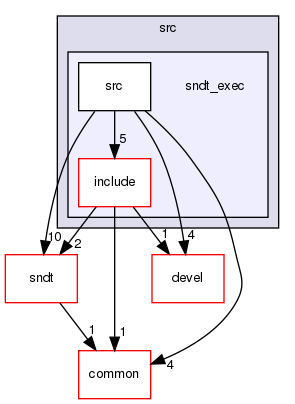 src
src
sndt_exec
5
include
10
2
1
4
sndt
devel
1
1
4
common